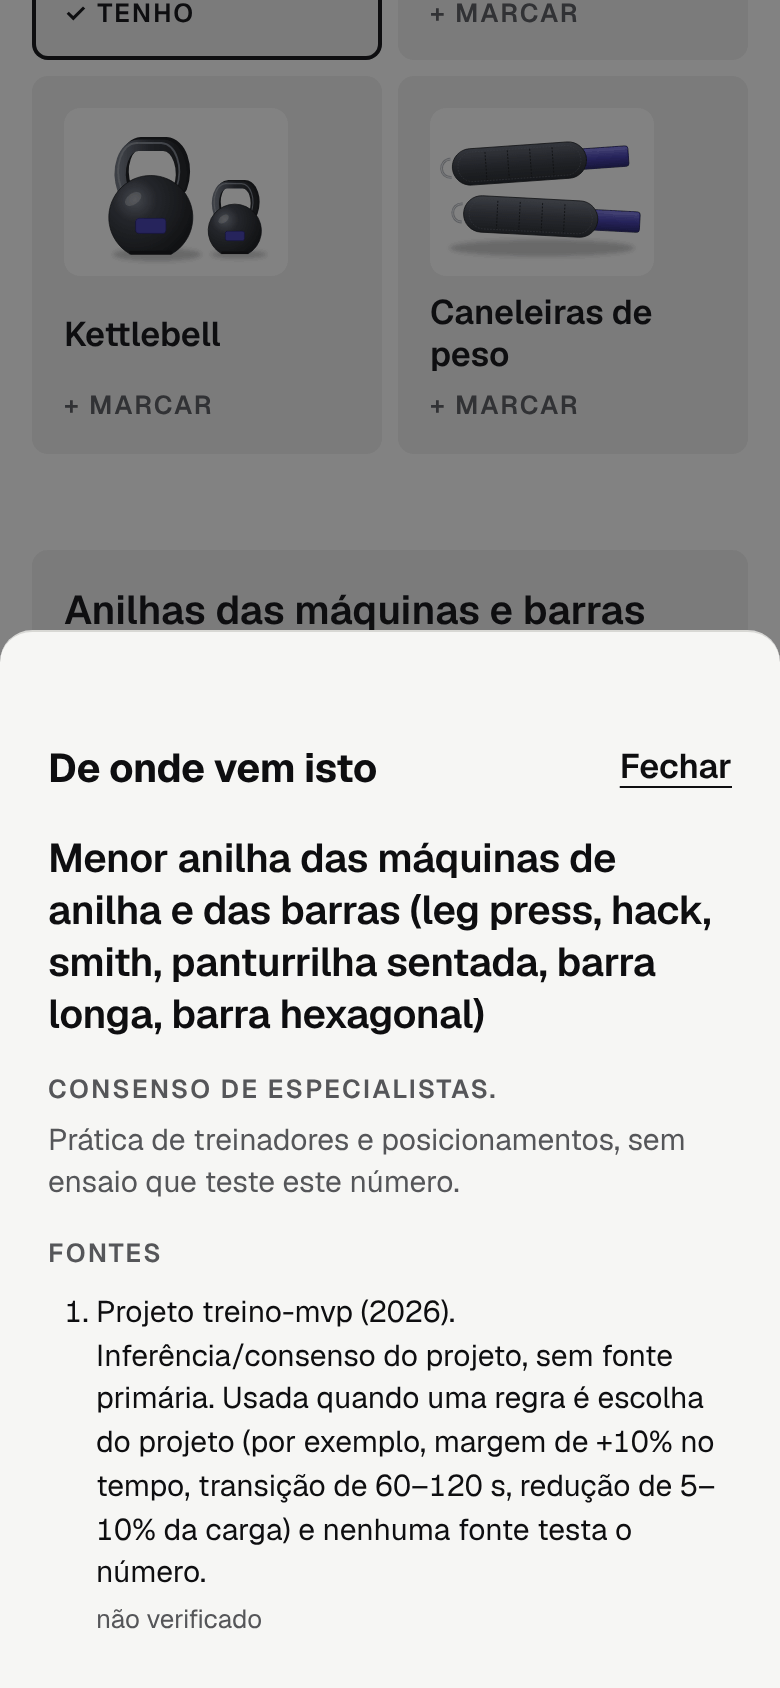 ✓ TENHO
+ MARCAR
Kettlebell
+ MARCAR
Caneleiras de
peso
+ MARCAR
Anilhas das máquinas e barras
De onde vem isto
Fechar
Menor anilha das máquinas de
anilha e das barras (leg press, hack,
smith, panturrilha sentada, barra
longa, barra hexagonal)
CONSENSO DE ESPECIALISTAS.
Prática de treinadores e posicionamentos, sem
ensaio que teste este número.
FONTES
1. Projeto treino-mvp (2026).
Inferência/consenso do projeto, sem fonte
primária. Usada quando uma regra é escolha
do projeto (por exemplo, margem de +10% no
tempo, transição de 60–120 s, redução de 5–
10% da carga) e nenhuma fonte testa o
número.
não verificado